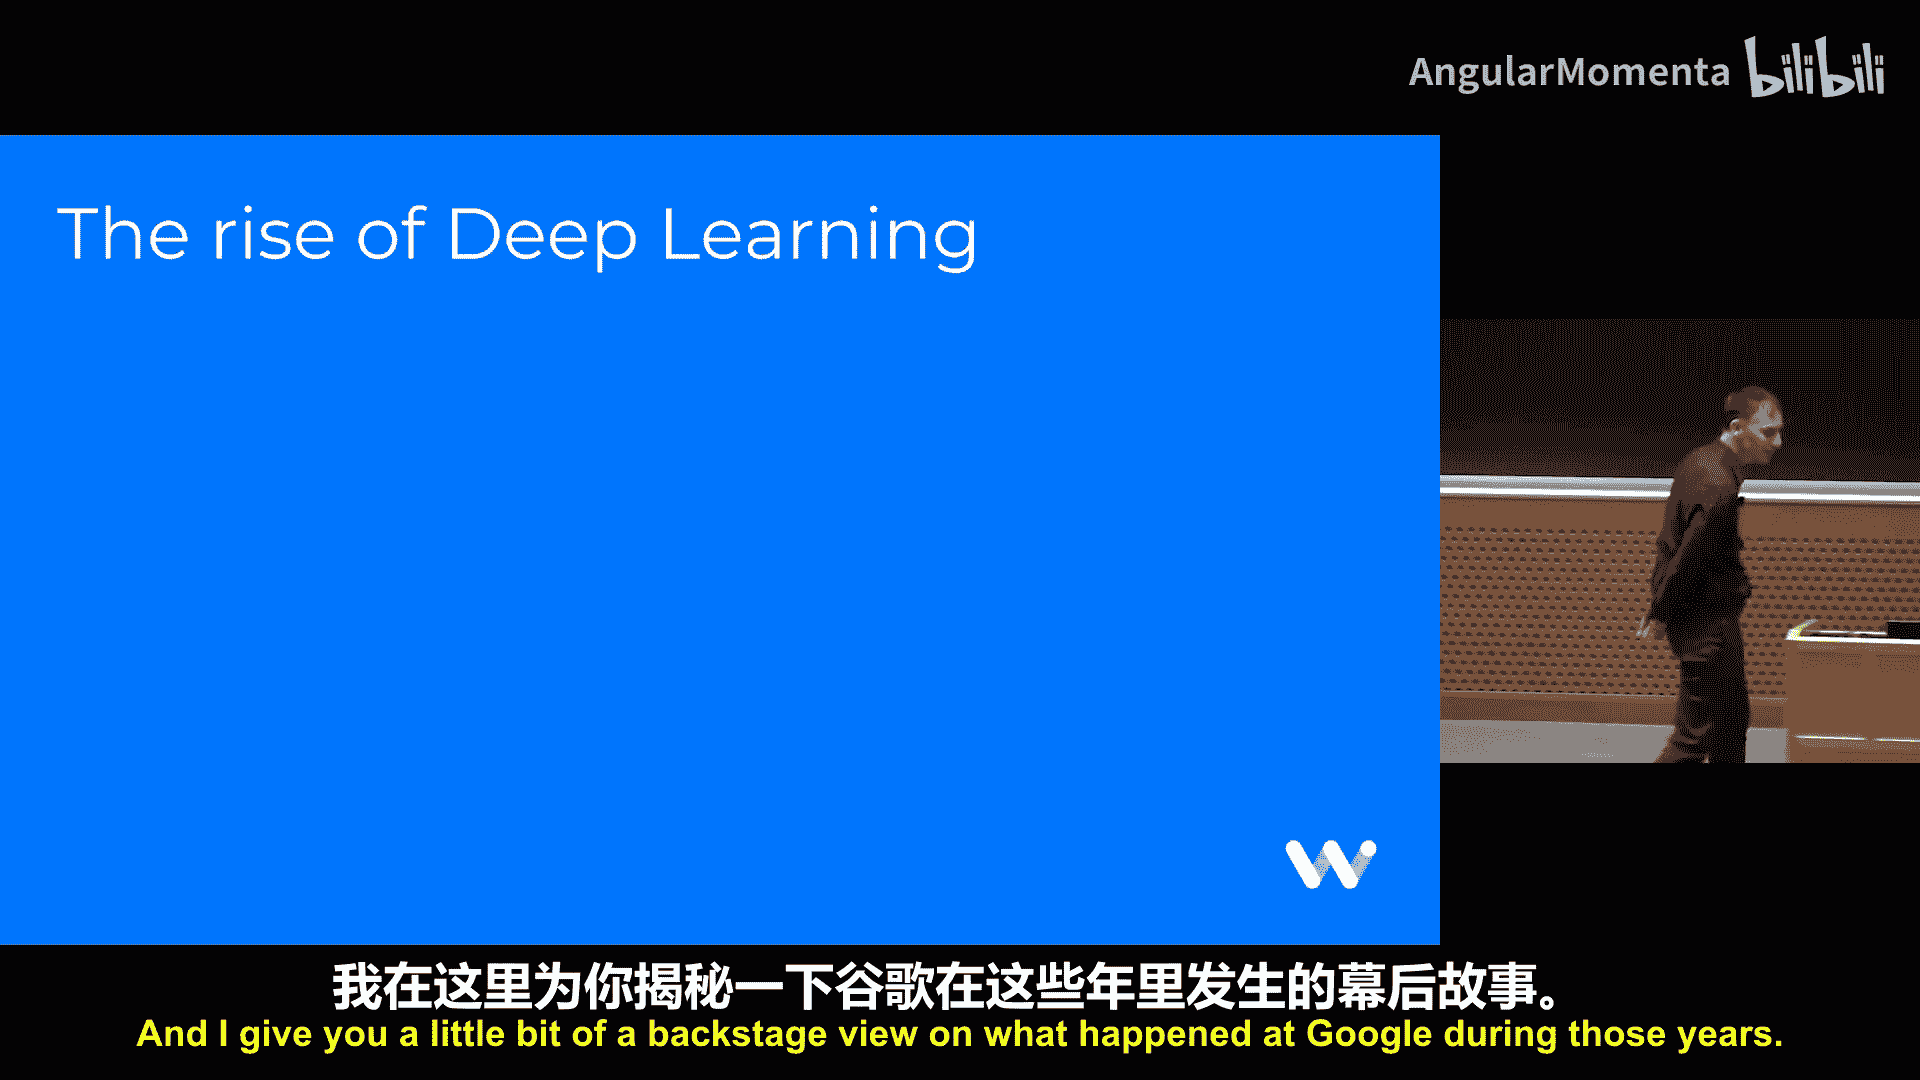 AngularMomenta bilibili
The rise of Deep Learning
我在这里为你揭秘一下谷歌在这些年里发生的幕后故事。
And I give you a little bit of a backstage view on what happened at Google during those years.